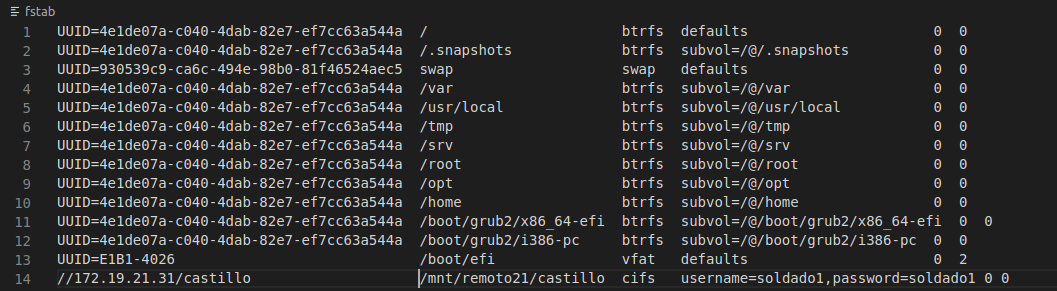 fstab
1 UUID=4e1de07a-c040-4dab-82e7-ef7cc63a544a / btrfs defaults 0 0
2 UUID=4e1de07a-c040-4dab-82e7-ef7cc63a544a /.snapshots btrfs subvol=/@/.snapshots 0 0
3 UUID=930539c9-ca6c-494e-98b0-81f46524aec5 swap swap defaults 0 0
4 UUID=4e1de07a-c040-4dab-82e7-ef7cc63a544a /var btrfs subvol=/@/var 0 0
5 UUID=4e1de07a-c040-4dab-82e7-ef7cc63a544a /usr/local btrfs subvol=/@/usr/local 0 0
6 UUID=4e1de07a-c040-4dab-82e7-ef7cc63a544a /tmp btrfs subvol=/@/tmp 0 0
7 UUID=4e1de07a-c040-4dab-82e7-ef7cc63a544a /srv btrfs subvol=/@/srv 0 0
8 UUID=4e1de07a-c040-4dab-82e7-ef7cc63a544a /root btrfs subvol=/@/root 0 0
9 UUID=4e1de07a-c040-4dab-82e7-ef7cc63a544a /opt btrfs subvol=/@/opt 0 0
10 UUID=4e1de07a-c040-4dab-82e7-ef7cc63a544a /home btrfs subvol=/@/home 0 0
11 UUID=4e1de07a-c040-4dab-82e7-ef7cc63a544a /boot/grub2/x86_64-efi btrfs subvol=/@/boot/grub2/x86_64-efi 0 0
12 UUID=4e1de07a-c040-4dab-82e7-ef7cc63a544a /boot/grub2/i386-pc btrfs subvol=/@/boot/grub2/i386-pc 0 0
13 UUID=E1B1-4026 /boot/efi vfat defaults 0 2
14 //172.19.21.31/castillo /mnt/remoto21/castillo cifs username=soldado1,password=soldado1 0 0